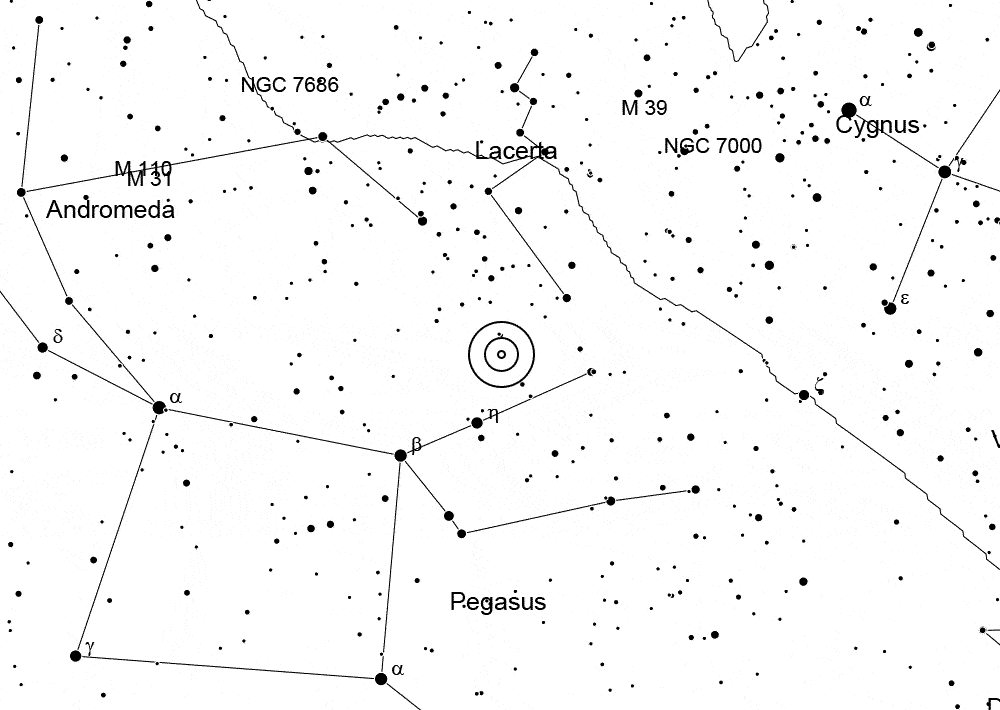 NGC 7686
M 39
α
Cygnus
NGC 7000
Lacerta
M 110
M 31
Andromeda
γ
ε
δ
α
ζ
η
β
Pegasus
γ
α